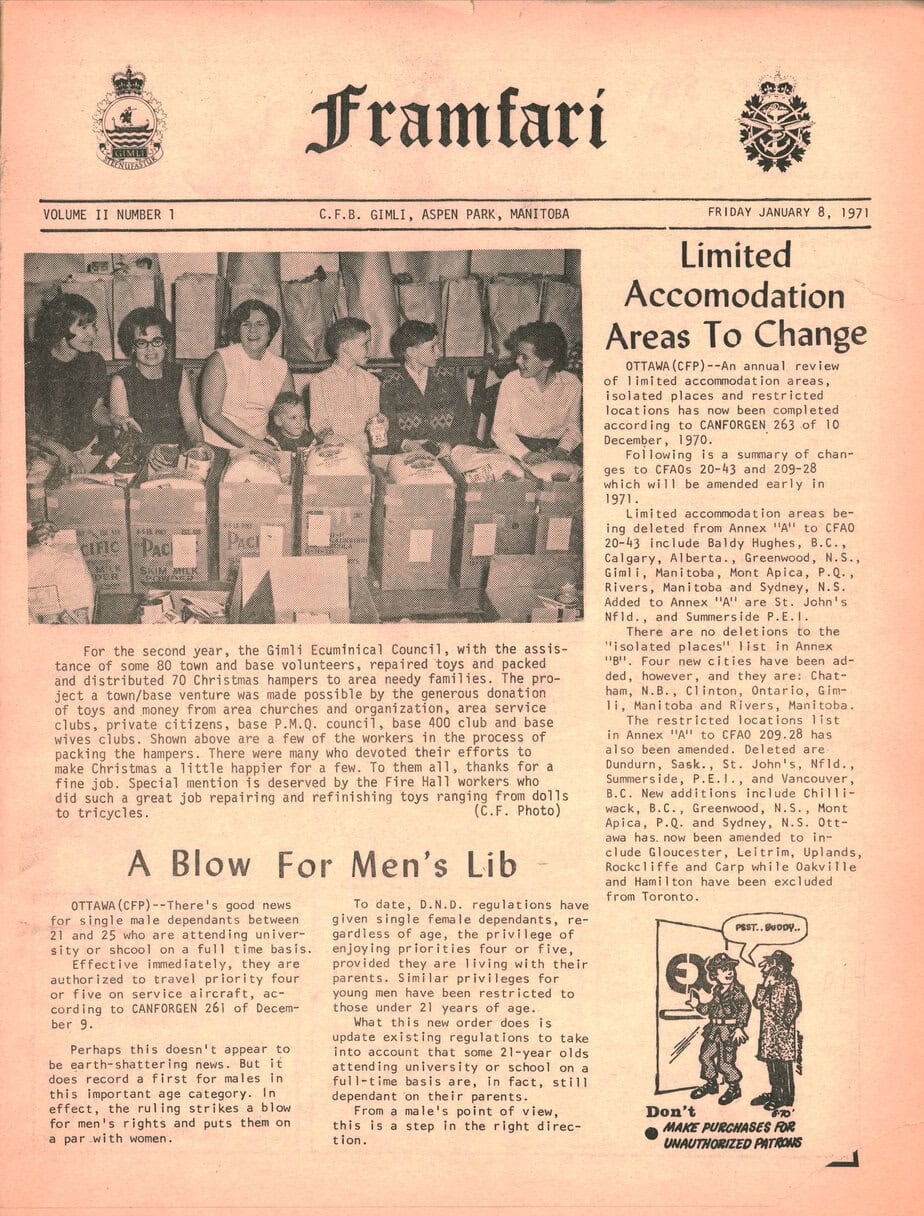 Framfari
GIMLI
VOLUME II NUMBER 1
C.F.B. GIMLI, ASPEN PARK, MANITOBA
FRIDAY JANUARY 8, 1971
PACIFIC
MILK
PAC
SKIM MILK
POWDER
PACI
For the second year, the Gimli Ecuminical Council, with the assis-
tance of some 80 town and base volunteers, repaired toys and packed
and distributed 70 Christmas hampers to area needy families. The pro-
ject a town/base venture was made possible by the generous donation
of toys and money from area churches and organization, area service
clubs, private citizens, base P.M.Q. council, base 400 club and base
wives clubs. Shown above are a few of the workers in the process of
packing the hampers. There were many who devoted their efforts to
make Christmas a little happier for a few. To them all, thanks for a
fine job. Special mention is deserved by the Fire Hall workers who
did such a great job repairing and refinishing toys ranging from dolls
to tricycles. (C.F. Photo)
A Blow For Men's Lib
OTTAWA(CFP)--There's good news
for single male dependants between
21 and 25 who are attending univer-
sity or shcool on a full time basis.
Effective immediately, they are
authorized to travel priority four
or five on service aircraft, ac-
cording to CANFORGEN 261 of Decem-
ber 9.
Perhaps this doesn't appear to
be earth-shattering news. But it
does record a first for males in
this important age category. In
effect, the ruling strikes a blow
for men's rights and puts them on
a par with women.
To date, D.N.D. regulations have
given single female dependants, re-
gardless of age, the privilege of
enjoying priorities four or five,
provided they are living with their
parents. Similar privileges for
young men have been restricted to
those under 21 years of age.
What this new order does is
update existing regulations to take
into account that some 21-year olds
attending university or school on a
full-time basis are, in fact, still
dependant on their parents.
From a male's point of view,
this is a step in the right direc-
tion.
Limited
Accomodation
Areas To Change
OTTAWA(CFP)--An annual review
of limited accommodation areas,
isolated places and restricted
locations has now been completed
according to CANFORGEN 263 of 10
December, 1970.
Following is a summary of chan-
ges to CFAOs 20-43 and 209-28
which will be amended early in
1971.
Limited accommodation areas be-
ing deleted from Annex "A" to CFAO
20-43 include Baldy Hughes, B.C.,
Calgary, Alberta., Greenwood, N.S.,
Gimli, Manitoba, Mont Apica, P.Q.,
Rivers, Manitoba and Sydney, N.S.
Added to Annex "A" are St. John's
Nfld., and Summerside P.E.I.
There are no deletions to the
"isolated places" list in Annex
"B". Four new cities have been ad-
ded, however, and they are: Chat-
ham, N.B., Clinton, Ontario, Gim-
li, Manitoba and Rivers, Manitoba.
The restricted locations list
in Annex "A" to CFAO 209.28 has
also been amended. Deleted are
Dundurn, Sask., St. John's, Nfld.,
Summerside, P.E.I., and Vancouver,
B.C. New additions include Chilli-
wack, B.C., Greenwood, N.S., Mont
Apica, P.Q. and Sydney, N.S. Ott-
awa has now been amended to in-
clude Gloucester, Leitrim, Uplands,
Rockcliffe and Carp while Oakville
and Hamilton have been excluded
from Toronto.
PSST..BUDDY..
EX
Don't
MAKE PURCHASES FOR
UNAUTHORIZED PATRONS